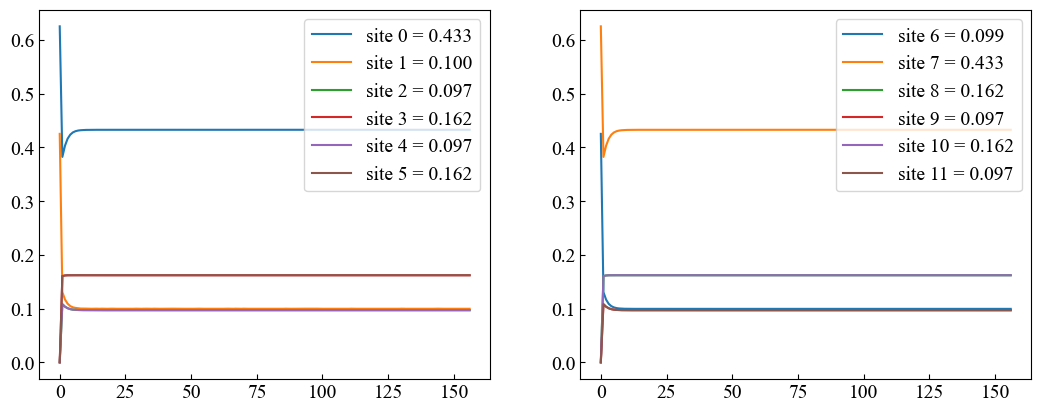 0.6
0.5
0.4
0.3
0.2
0.1
0.0
0 25 50 75 100 125 150
site 0 = 0.433
site 1 = 0.100
site 2 = 0.097
site 3 = 0.162
site 4 = 0.097
site 5 = 0.162
0.6
0.5
0.4
0.3
0.2
0.1
0.0
0 25 50 75 100 125 150
site 6 = 0.099
site 7 = 0.433
site 8 = 0.162
site 9 = 0.097
site 10 = 0.162
site 11 = 0.097